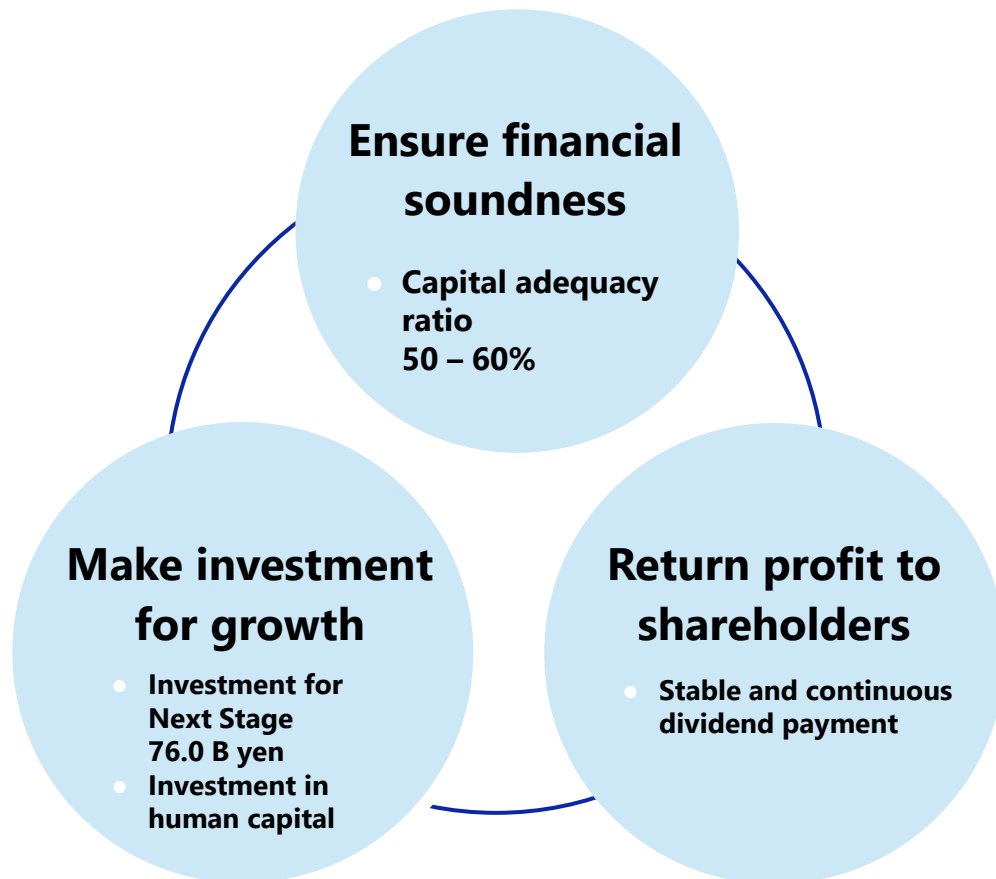 Ensure financial
soundness
Capital adequacy
ratio
50 – 60%
Make investment
for growth
Investment for
Next Stage
76.0 B yen
Investment in
human capital
Return profit to
shareholders
Stable and continuous
dividend payment